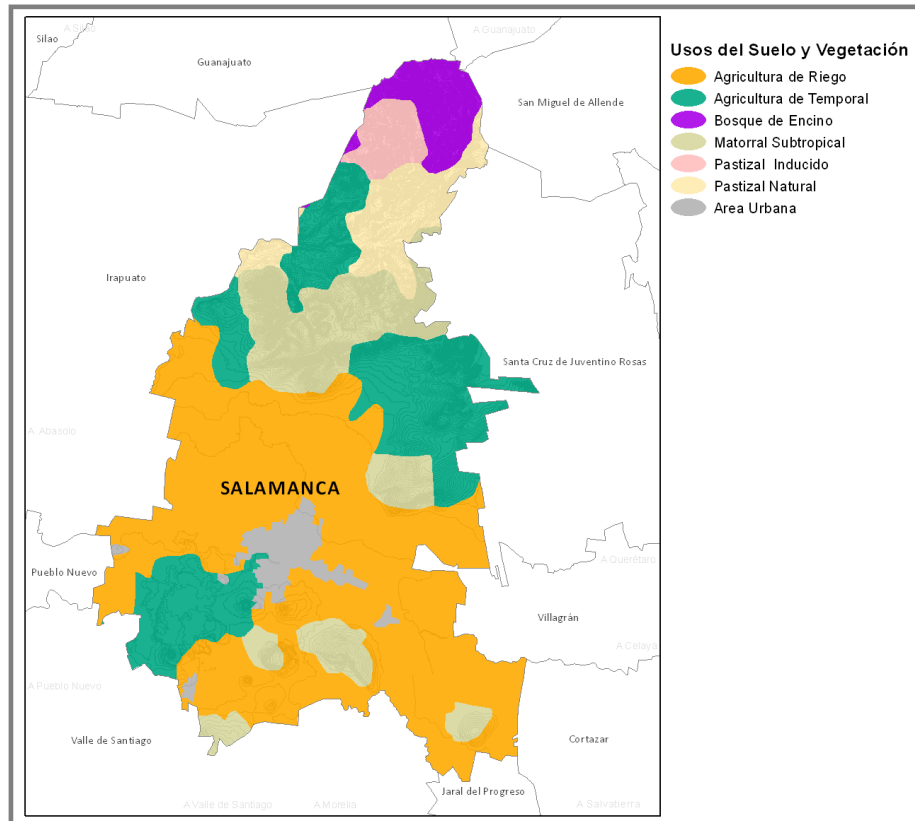 A Silao
Silao
A Guanajuato
Guanajuato
San Miguel de Allende
Irapuato
Santa Cruz de Juventino Rosas
A Abasolo
SALAMANCA
Pueblo Nuevo
A Querétaro
Villagrán
A Celaya
A Pueblo Nuevo
Valle de Santiago
Cortazar
Jaral del Progreso
A Valle de Santiago
A Morelia
A Salvatierra
Usos del Suelo y Vegetación
Agricultura de Riego
Agricultura de Temporal
Bosque de Encino
Matorral Subtropical
Pastizal Inducido
Pastizal Natural
Area Urbana